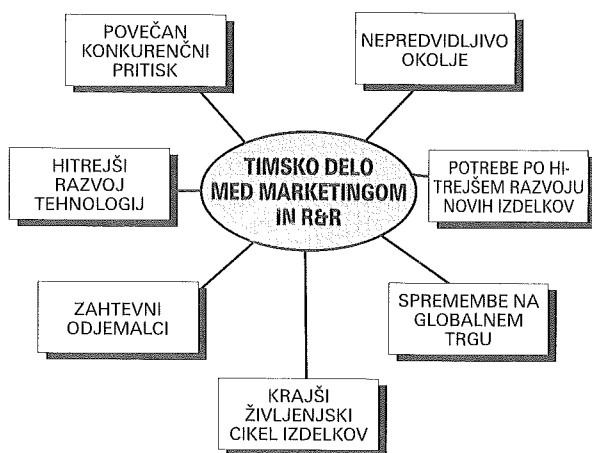 POVEČAN
KONKURENČNI
PRITISK
NEPREDVIDLJIVO
OKOLJE
HITREJŠI
RAZVOJ
TEHNOLOGIJ
TIMSKO DELO
MED MARKETINGOM
IN R&R
POTREBE PO HI-
TREJŠEM RAZVOJU
NOVIH IZDELKOV
ZAHTEVNI
ODJEMALCI
SPREMEMBE NA
GLOBALNEM
TRGU
KRAJŠI
ŽIVLJENJSKI
CIKEL IZDELKOV